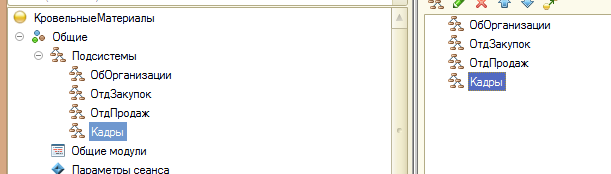 КровельныеМатериалы
Общие
Подсистемы
ОбОрганизации
ОтдЗакупок
ОтдПродаж
Кадры
Общие модули
Параметры сеанса
ОбОрганизации
ОтдЗакупок
ОтдПродаж
Кадры